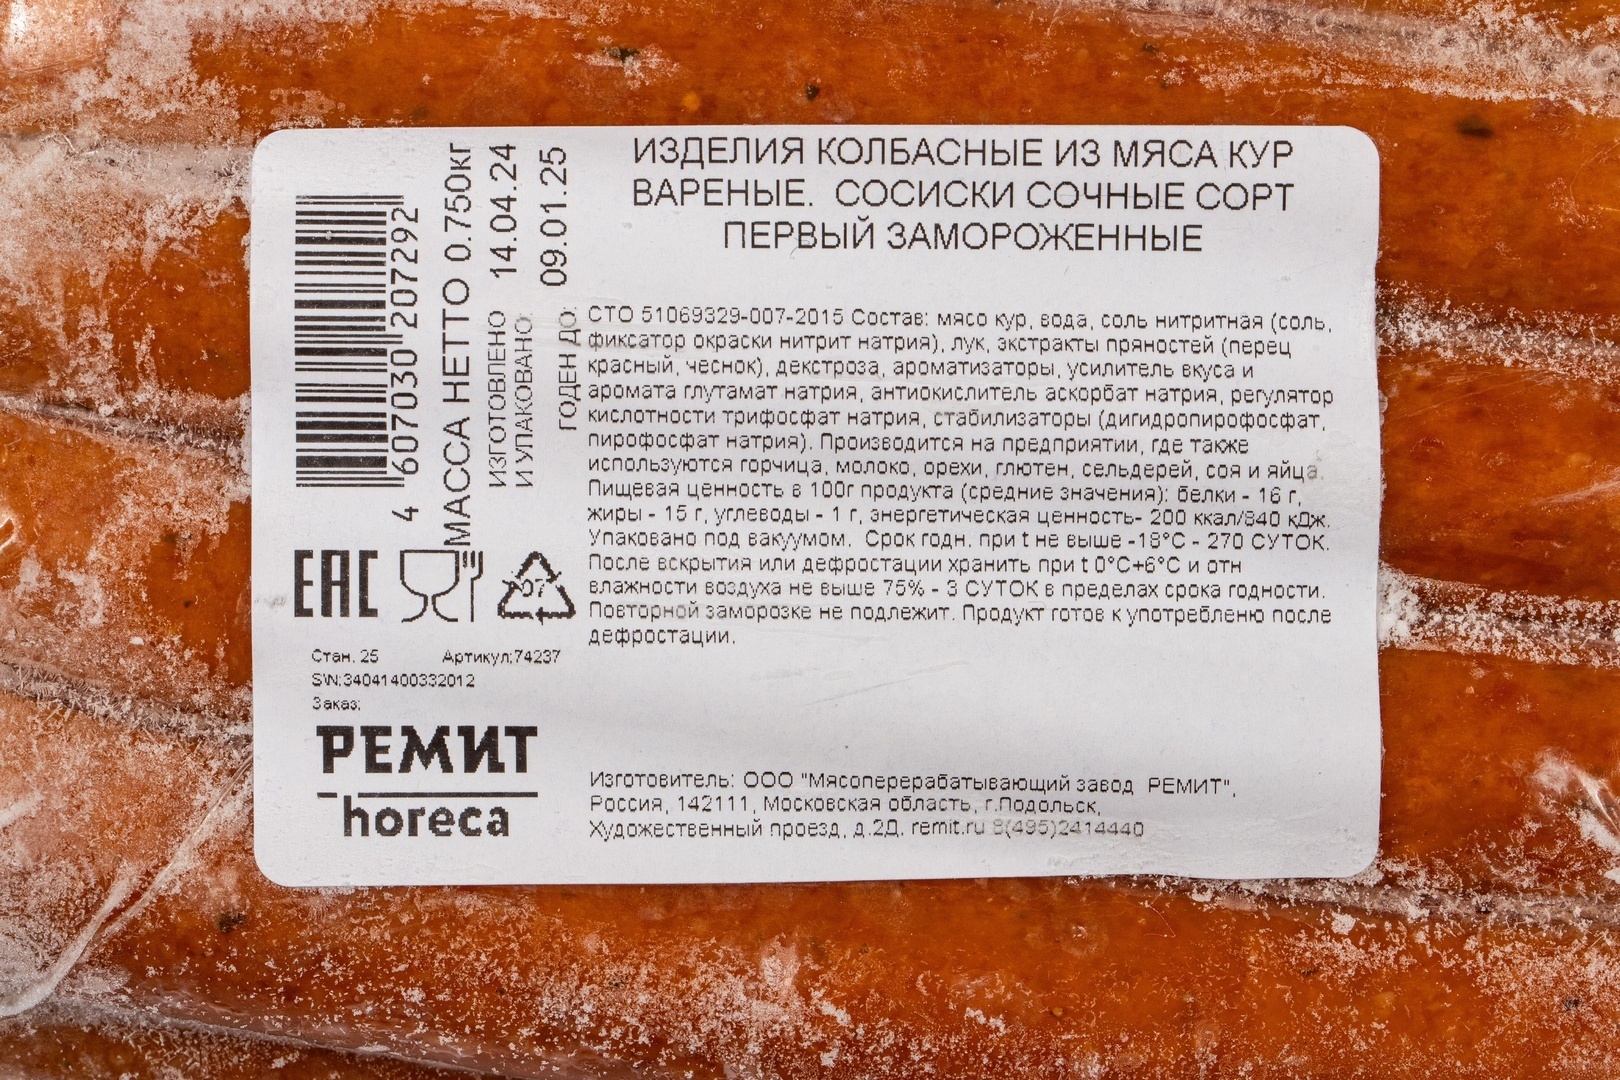 ИЗДЕЛИЯ КОЛБАСНЫЕ ИЗ МЯСА КУР
ВАРЕНЫЕ. СОСИСКИ СОЧНЫЕ СОРТ
ПЕРВЫЙ ЗАМОРОЖЕННЫЕ
4 607030 207292
МАССА НЕТТО 0.750кг
ИЗГОТОВЛЕНО 14.04.24
И УПАКОВАНО:
ГОДЕН ДО: 09.01.25
СТО 51069329-007-2015 Состав: мясо кур, вода, соль нитритная (соль,
фиксатор окраски нитрит натрия), лук, экстракты пряностей (перец
красный, чеснок), декстроза, ароматизаторы, усилитель вкуса и
аромата глутамат натрия, антиокислитель аскорбат натрия, регулятор
кислотности трифосфат натрия, стабилизаторы (дигидропирофосфат,
пирофосфат натрия). Производится на предприятии, где также
используются горчица, молоко, орехи, глютен, сельдерей, соя и яйца.
Пищевая ценность в 100г продукта (средние значения): белки - 16 г,
жиры - 15 г, углеводы - 1 г, энергетическая ценность- 200 ккал/840 кДж.
Упаковано под вакуумом. Срок годн. при t не выше -18°C - 270 СУТОК.
После вскрытия или дефростации хранить при t 0°C+6°C и отн
влажности воздуха не выше 75% - 3 СУТОК в пределах срока годности.
Повторной заморозке не подлежит. Продукт готов к употреблению после
дефростации.
ЕАС
07
Стан. 25 Артикул:74237
SW:34041400332012
Заказ:
РЕМИТ
horeca
Изготовитель: ООО "Мясоперерабатывающий завод РЕМИТ",
Россия, 142111, Московская область, г.Подольск,
Художественный проезд, д.2Д. remit.ru 8(495)2414440